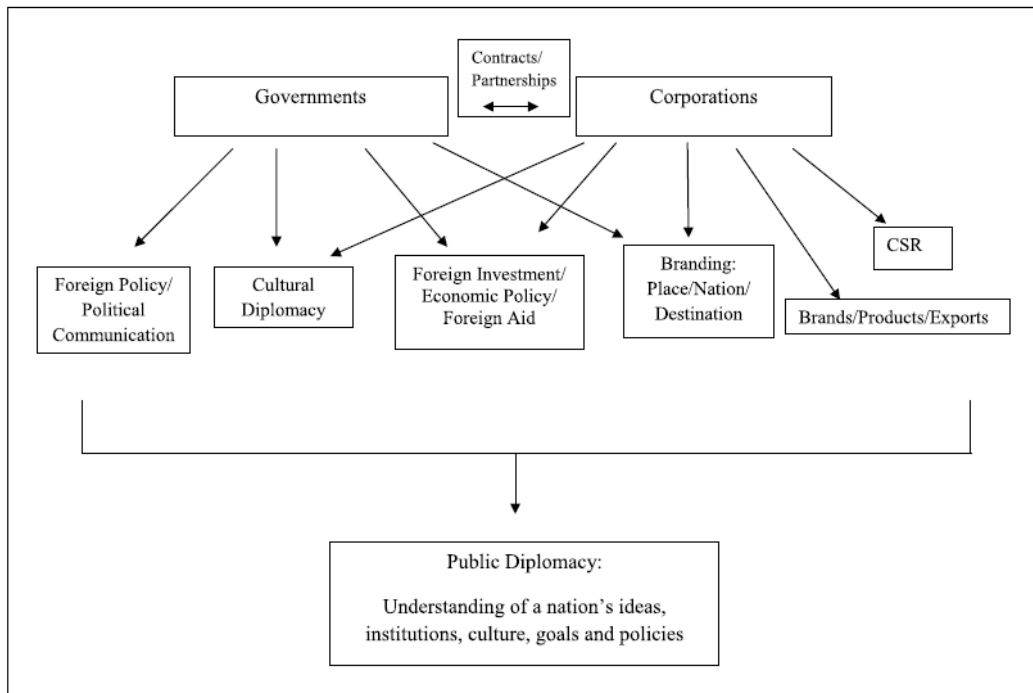 Contracts/
Partnerships
Governments
Corporations
Foreign Policy/
Political
Communication
Cultural
Diplomacy
Foreign Investment/
Economic Policy/
Foreign Aid
Branding:
Place/Nation/
Destination
CSR
Brands/Products/Exports
Public Diplomacy:
Understanding of a nation’s ideas,
institutions, culture, goals and policies